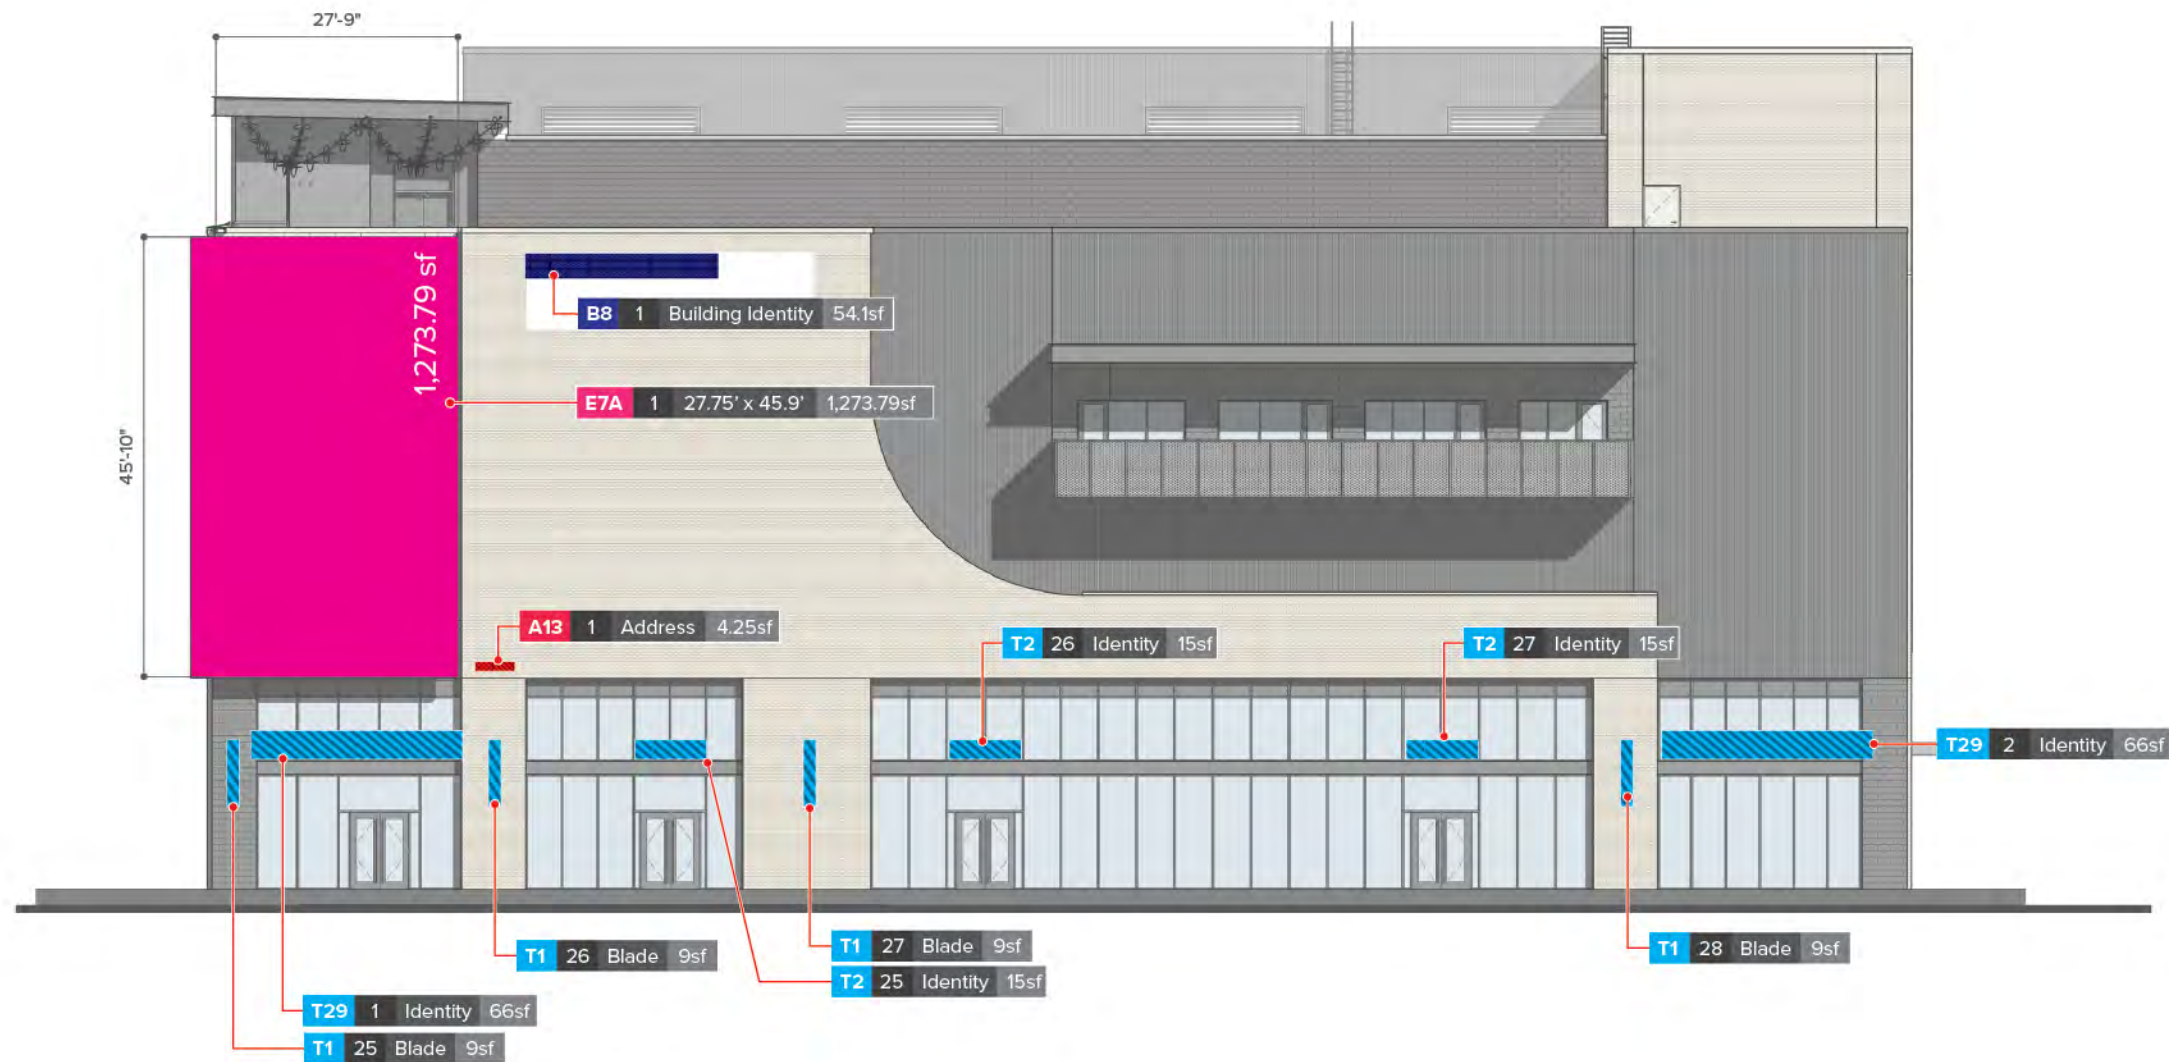 27'-9"
1,273.79 sf
B8 1 Building Identity 54.1sf
E7A 1 27.75' x 45.9' 1,273.79sf
45'-10"
A13 1 Address 4.25sf
T2 26 Identity 15sf
T2 27 Identity 15sf
T29 2 Identity 66sf
T1 26 Blade 9sf
T1 27 Blade 9sf
T2 25 Identity 15sf
T1 28 Blade 9sf
T29 1 Identity 66sf
T1 25 Blade 9sf